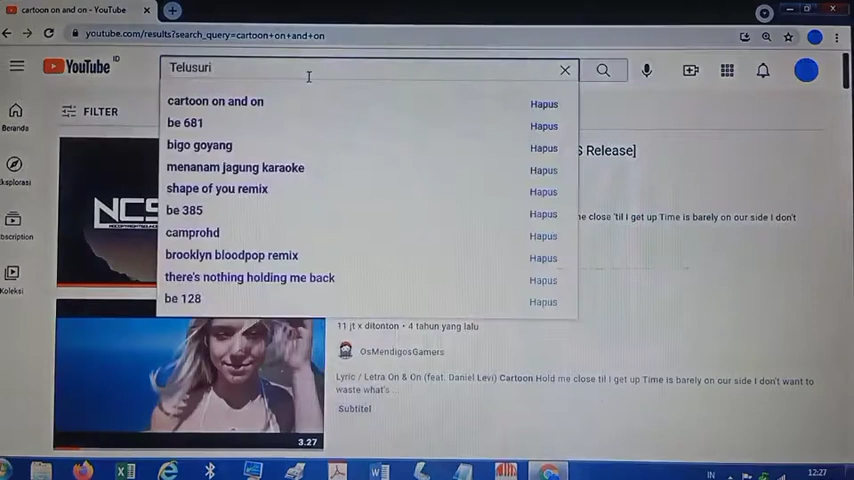 cartoon on and on - YouTube
youtube.com/results?search_query=cartoon+on+and+on
YouTube ID
Telusuri
FILTER
cartoon on and on Hapus
be 681 Hapus
bigo goyang Hapus
menanam jagung karaoke Hapus
shape of you remix Hapus
be 385 Hapus
camprohd Hapus
brooklyn bloodpop remix Hapus
there's nothing holding me back Hapus
be 128 Hapus
Beranda
Eksplorasi
bscription
Koleksi
NCS
S Release]
me close 'til I get up Time is barely on our side I don't
11 jt x ditonton • 4 tahun yang lalu
OsMendigosGamers
Lyric / Letra On & On (feat. Daniel Levi) Cartoon Hold me close til I get up Time is barely on our side I don't want to
waste what's ...
Subtitel
3.27
IN
12:27